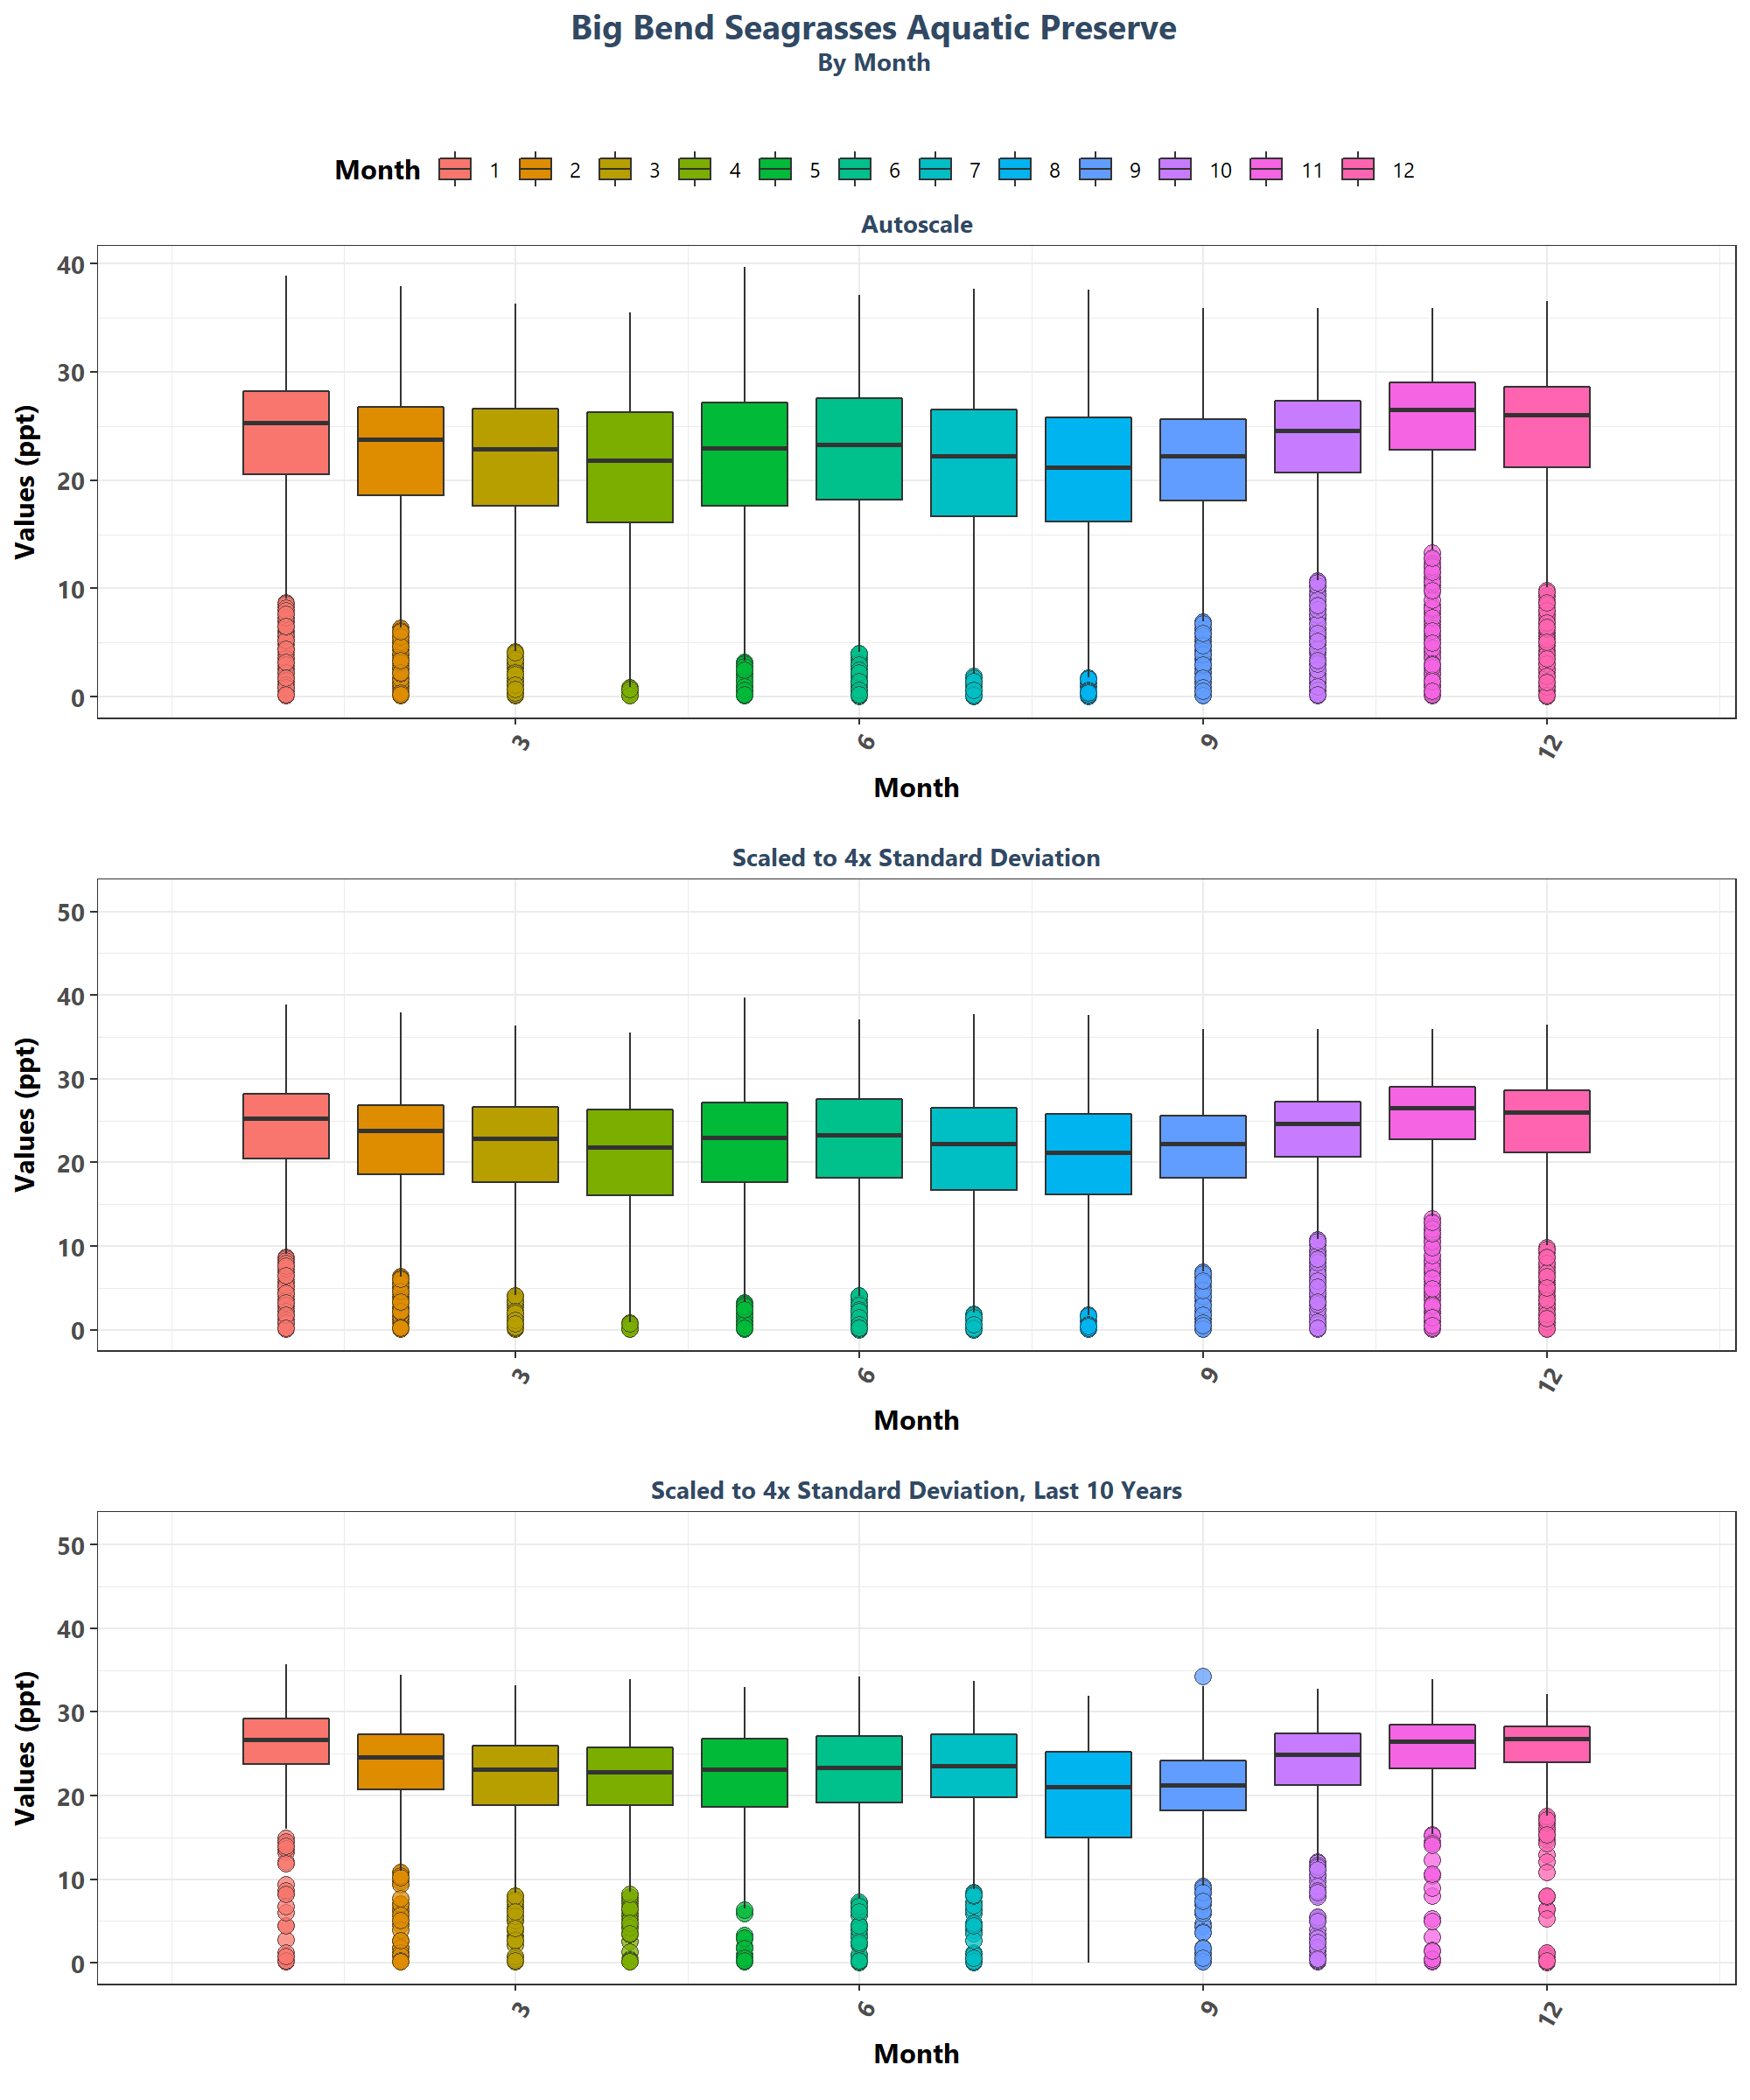 Big Bend Seagrasses Aquatic Preserve
By Month
Month 1 2 3 4 5 6 7 8 9 10 11 12
Autoscale
Values (ppt)
40
30
20
10
0
3 6 9 12
Month
Scaled to 4x Standard Deviation
Values (ppt)
50
40
30
20
10
0
3 6 9 12
Month
Scaled to 4x Standard Deviation, Last 10 Years
Values (ppt)
50
40
30
20
10
0
3 6 9 12
Month